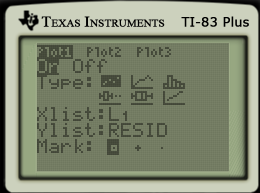 TEXAS INSTRUMENTS TI-83 Plus
Plot1 Plot2 Plot3
On Off
Type:
Xlist:L₁
Ylist:RESID
Mark: